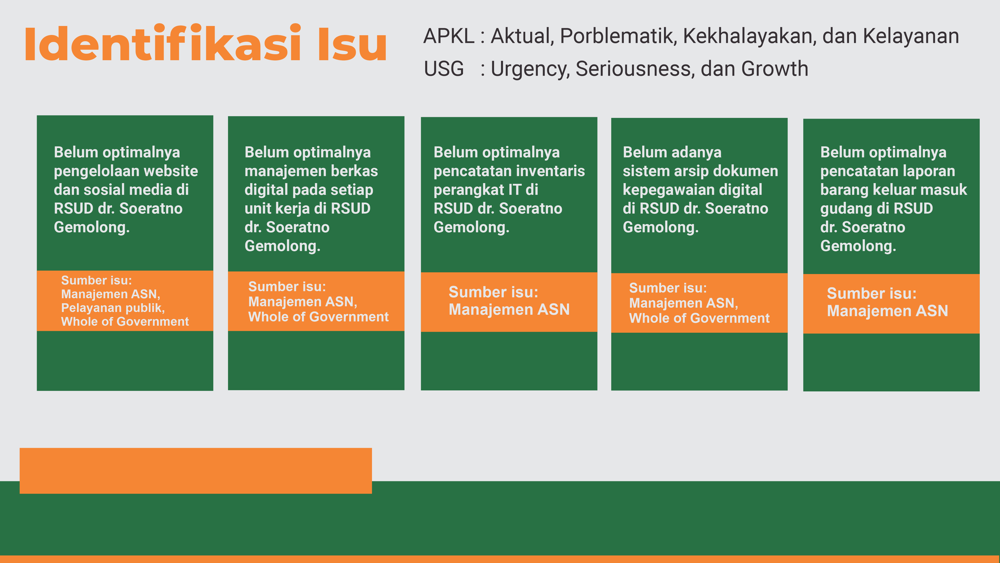 Identifikasi Isu
APKL : Aktual, Porblematik, Kekhalayakan, dan Kelayanan
USG : Urgency, Seriousness, dan Growth
Belum optimalnya
pengelolaan website
dan sosial media di
RSUD dr. Soeratno
Gemolong.
Sumber isu:
Manajemen ASN,
Pelayanan publik,
Whole of Government
Belum optimalnya
manajemen berkas
digital pada setiap
unit kerja di RSUD
dr. Soeratno
Gemolong.
Sumber isu:
Manajemen ASN,
Whole of Government
Belum optimalnya
pencatatan inventaris
perangkat IT di
RSUD dr. Soeratno
Gemolong.
Sumber isu:
Manajemen ASN
Belum adanya
sistem arsip dokumen
kepegawaian digital
di RSUD dr. Soeratno
Gemolong.
Sumber isu:
Manajemen ASN,
Whole of Government
Belum optimalnya
pencatatan laporan
barang keluar masuk
gudang di RSUD
dr. Soeratno
Gemolong.
Sumber isu:
Manajemen ASN